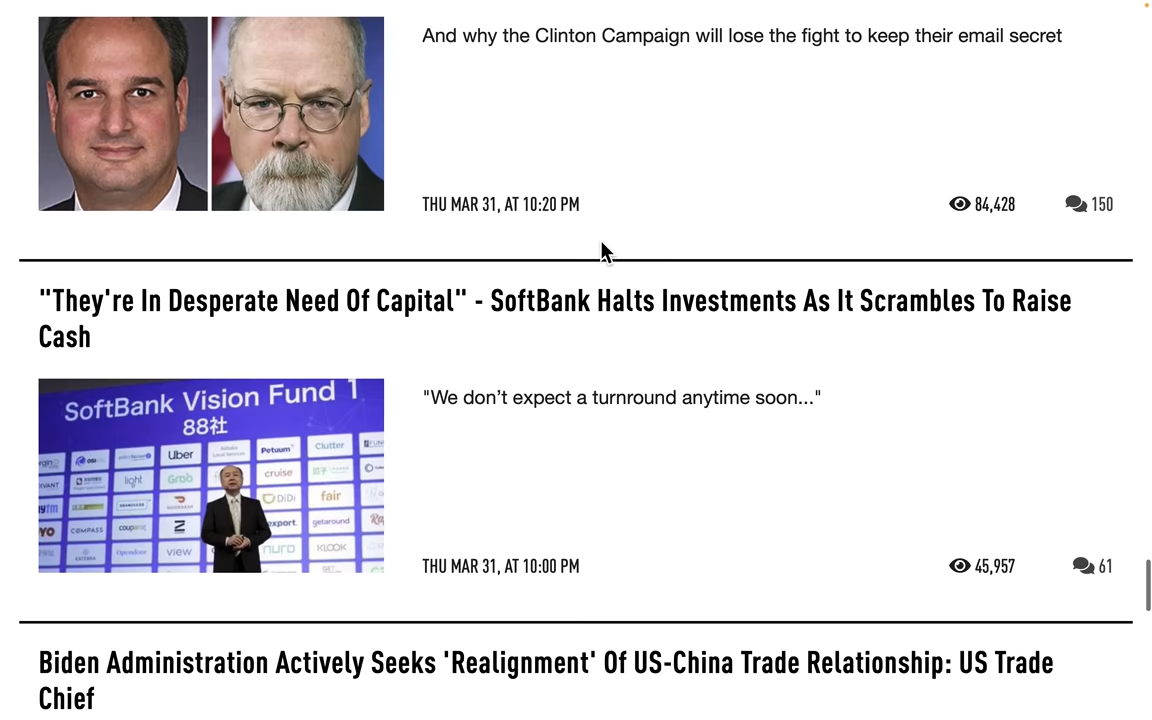 And why the Clinton Campaign will lose the fight to keep their email secret
THU MAR 31, AT 10:20 PM
84,428
150
"They're In Desperate Need Of Capital" - SoftBank Halts Investments As It Scrambles To Raise
Cash
SoftBank Vision Fund 1
88社
"We don’t expect a turnround anytime soon..."
Uber
Petuum
Clutter
light
Grab
cruise
DiDi
fair
COMPASS
coupang
Z
export.
getaround
Opendoor
view
nuro
KLOOK
THU MAR 31, AT 10:00 PM
45,957
61
Biden Administration Actively Seeks 'Realignment' Of US-China Trade Relationship: US Trade
Chief